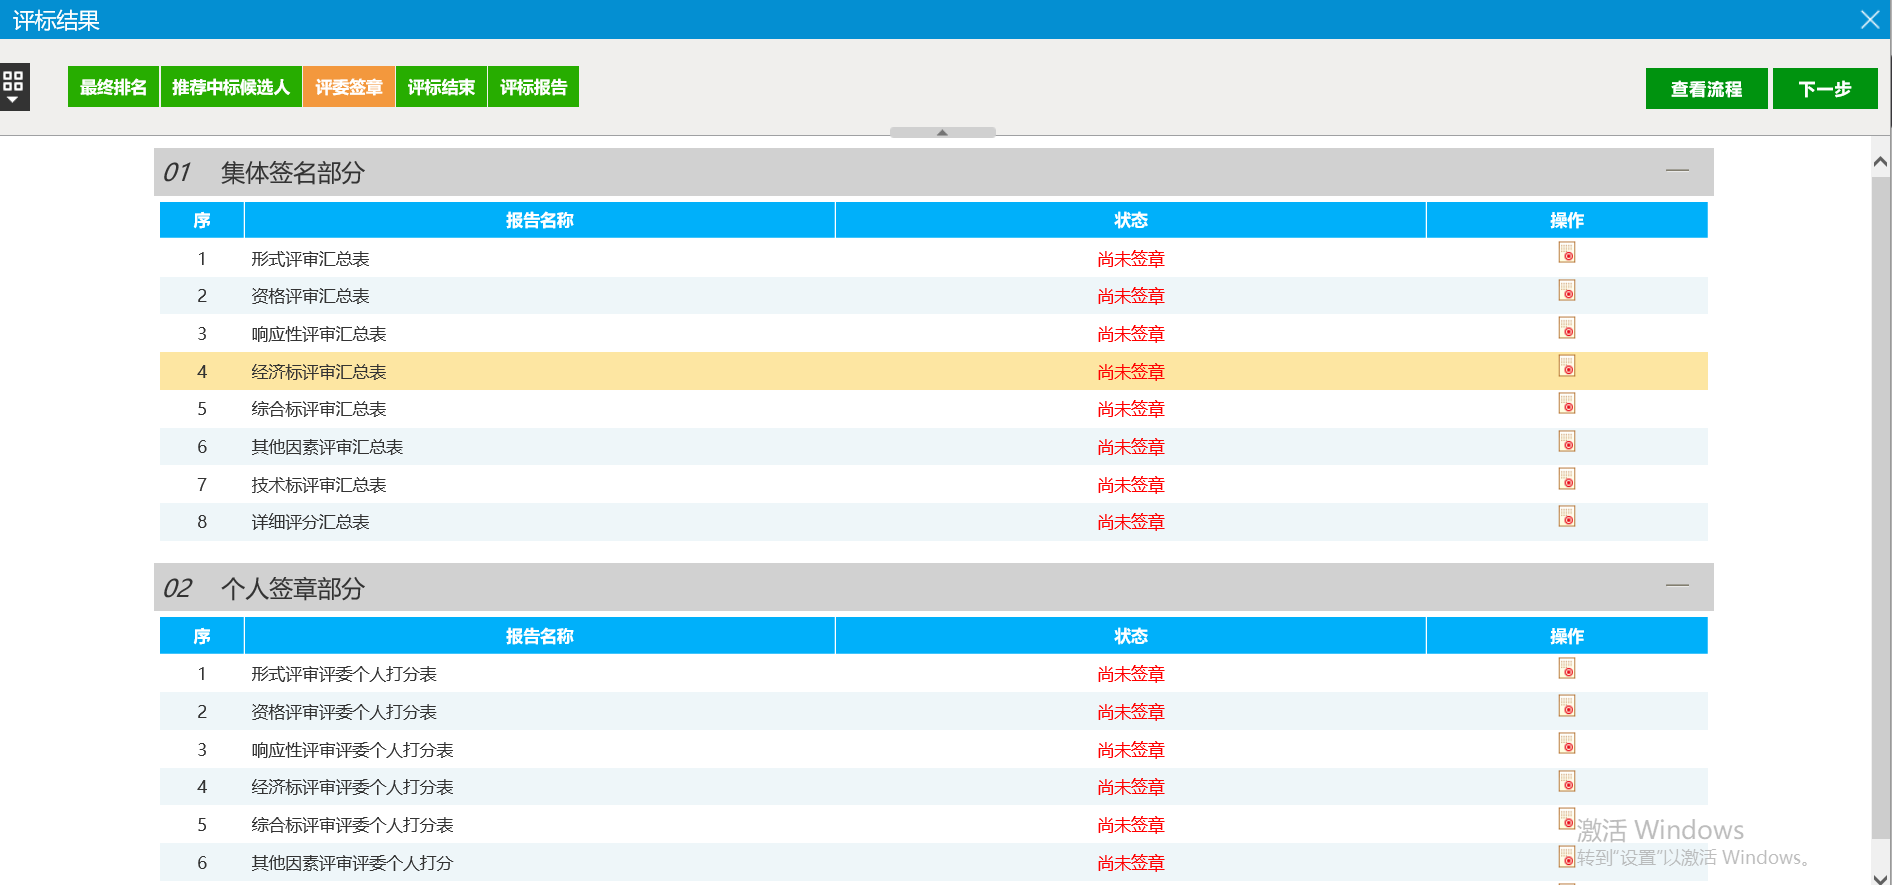 评标结果
最终排名 推荐中标候选人 评委签章 评标结束 评标报告 查看流程 下一步
01 集体签名部分
序 报告名称 状态 操作
1 形式评审汇总表 尚未签章
2 资格评审汇总表 尚未签章
3 响应性评审汇总表 尚未签章
4 经济标评审汇总表 尚未签章
5 综合标评审汇总表 尚未签章
6 其他因素评审汇总表 尚未签章
7 技术标评审汇总表 尚未签章
8 详细评分汇总表 尚未签章
02 个人签章部分
序 报告名称 状态 操作
1 形式评审评委个人打分表 尚未签章
2 资格评审评委个人打分表 尚未签章
3 响应性评审评委个人打分表 尚未签章
4 经济标评审评委个人打分表 尚未签章
5 综合标评审评委个人打分表 尚未签章
6 其他因素评审评委个人打分 尚未签章
激活 Windows
转到“设置”以激活 Windows。